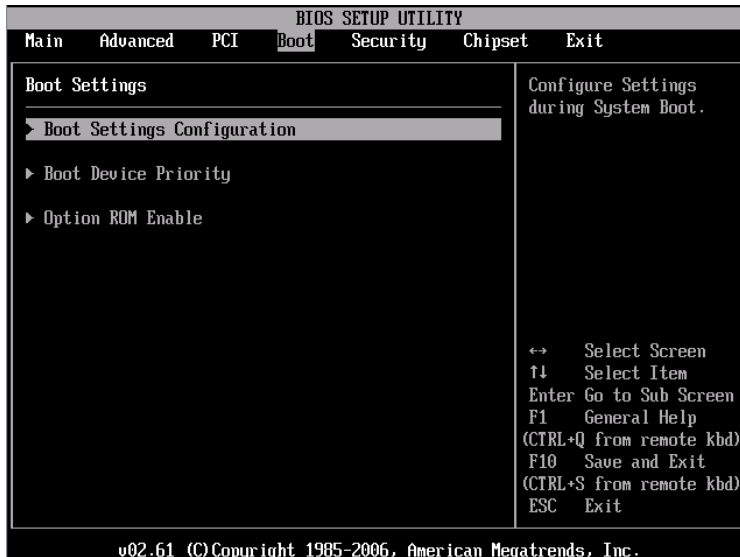 BIOS SETUP UTILITY
Main Advanced PCI Boot Security Chipset Exit
Boot Settings
Boot Settings Configuration
Boot Device Priority
Option ROM Enable
Configure Settings
during System Boot.
↔ Select Screen
↑↓ Select Item
Enter Go to Sub Screen
F1 General Help
(CTRL+Q from remote kbd)
F10 Save and Exit
(CTRL+S from remote kbd)
ESC Exit
v02.61 (C)Copyright 1985-2006, American Megatrends, Inc.